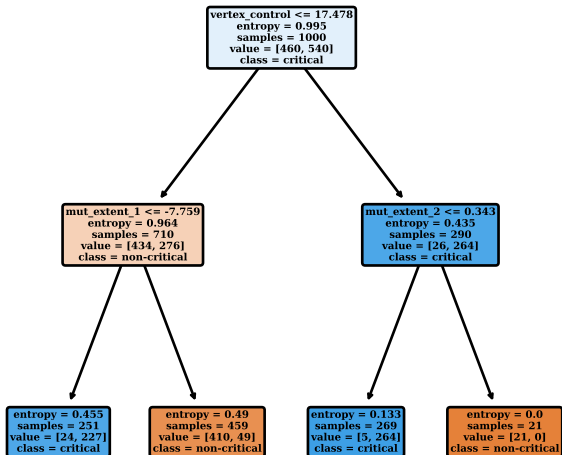 vertex_control <= 17.478
entropy = 0.995
samples = 1000
value = [460, 540]
class = critical
mut_extent_1 <= -7.759
entropy = 0.964
samples = 710
value = [434, 276]
class = non-critical
mut_extent_2 <= 0.343
entropy = 0.435
samples = 290
value = [26, 264]
class = critical
entropy = 0.455
samples = 251
value = [24, 227]
class = critical
entropy = 0.49
samples = 459
value = [410, 49]
class = non-critical
entropy = 0.133
samples = 269
value = [5, 264]
class = critical
entropy = 0.0
samples = 21
value = [21, 0]
class = non-critical